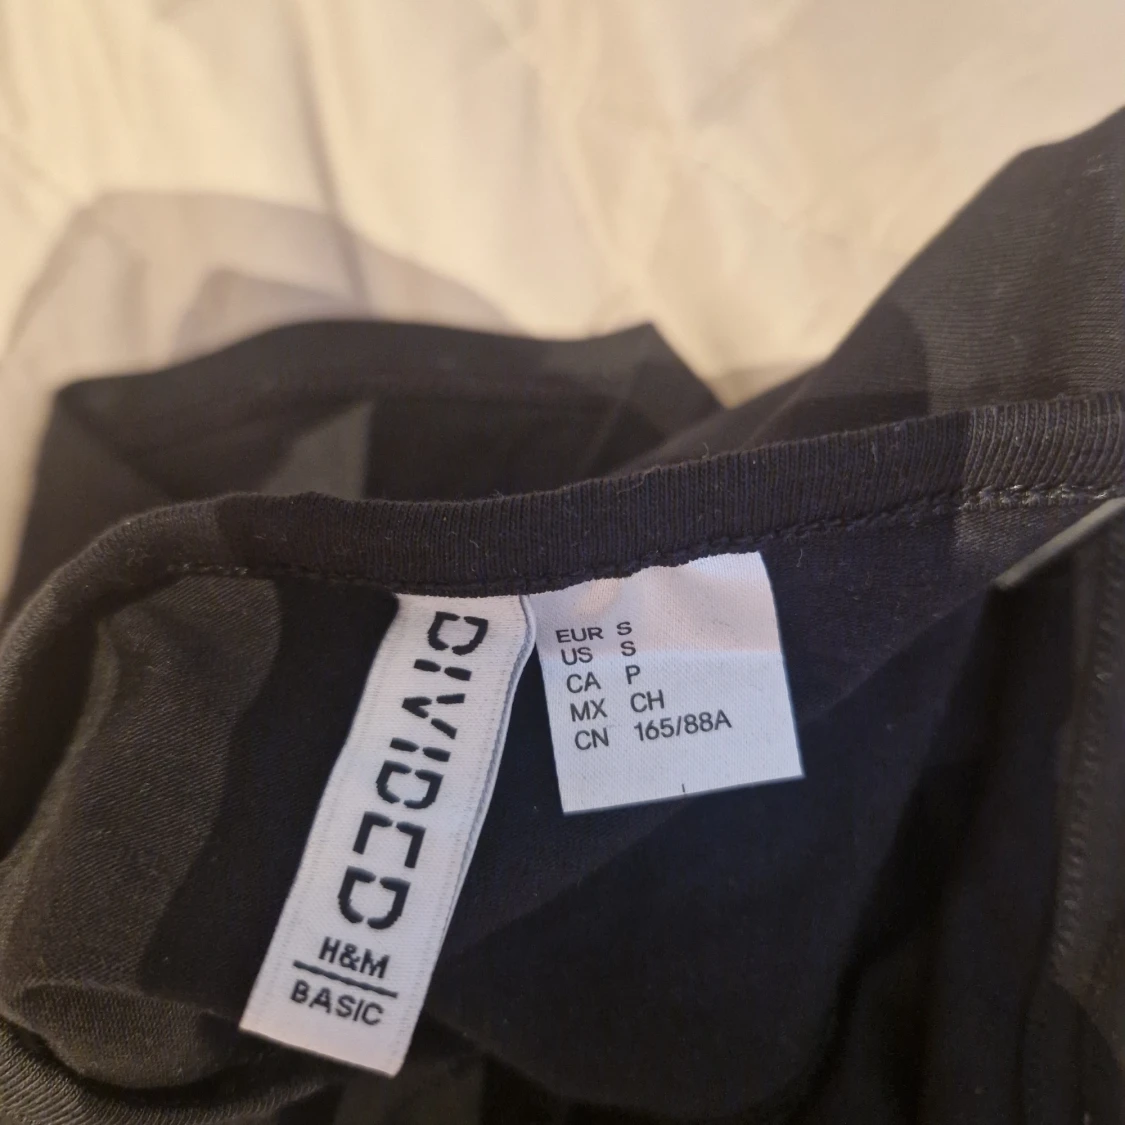 DIVIDED
H&M
BASIC
EUR S
US S
CA P
MX CH
CN 165/88A